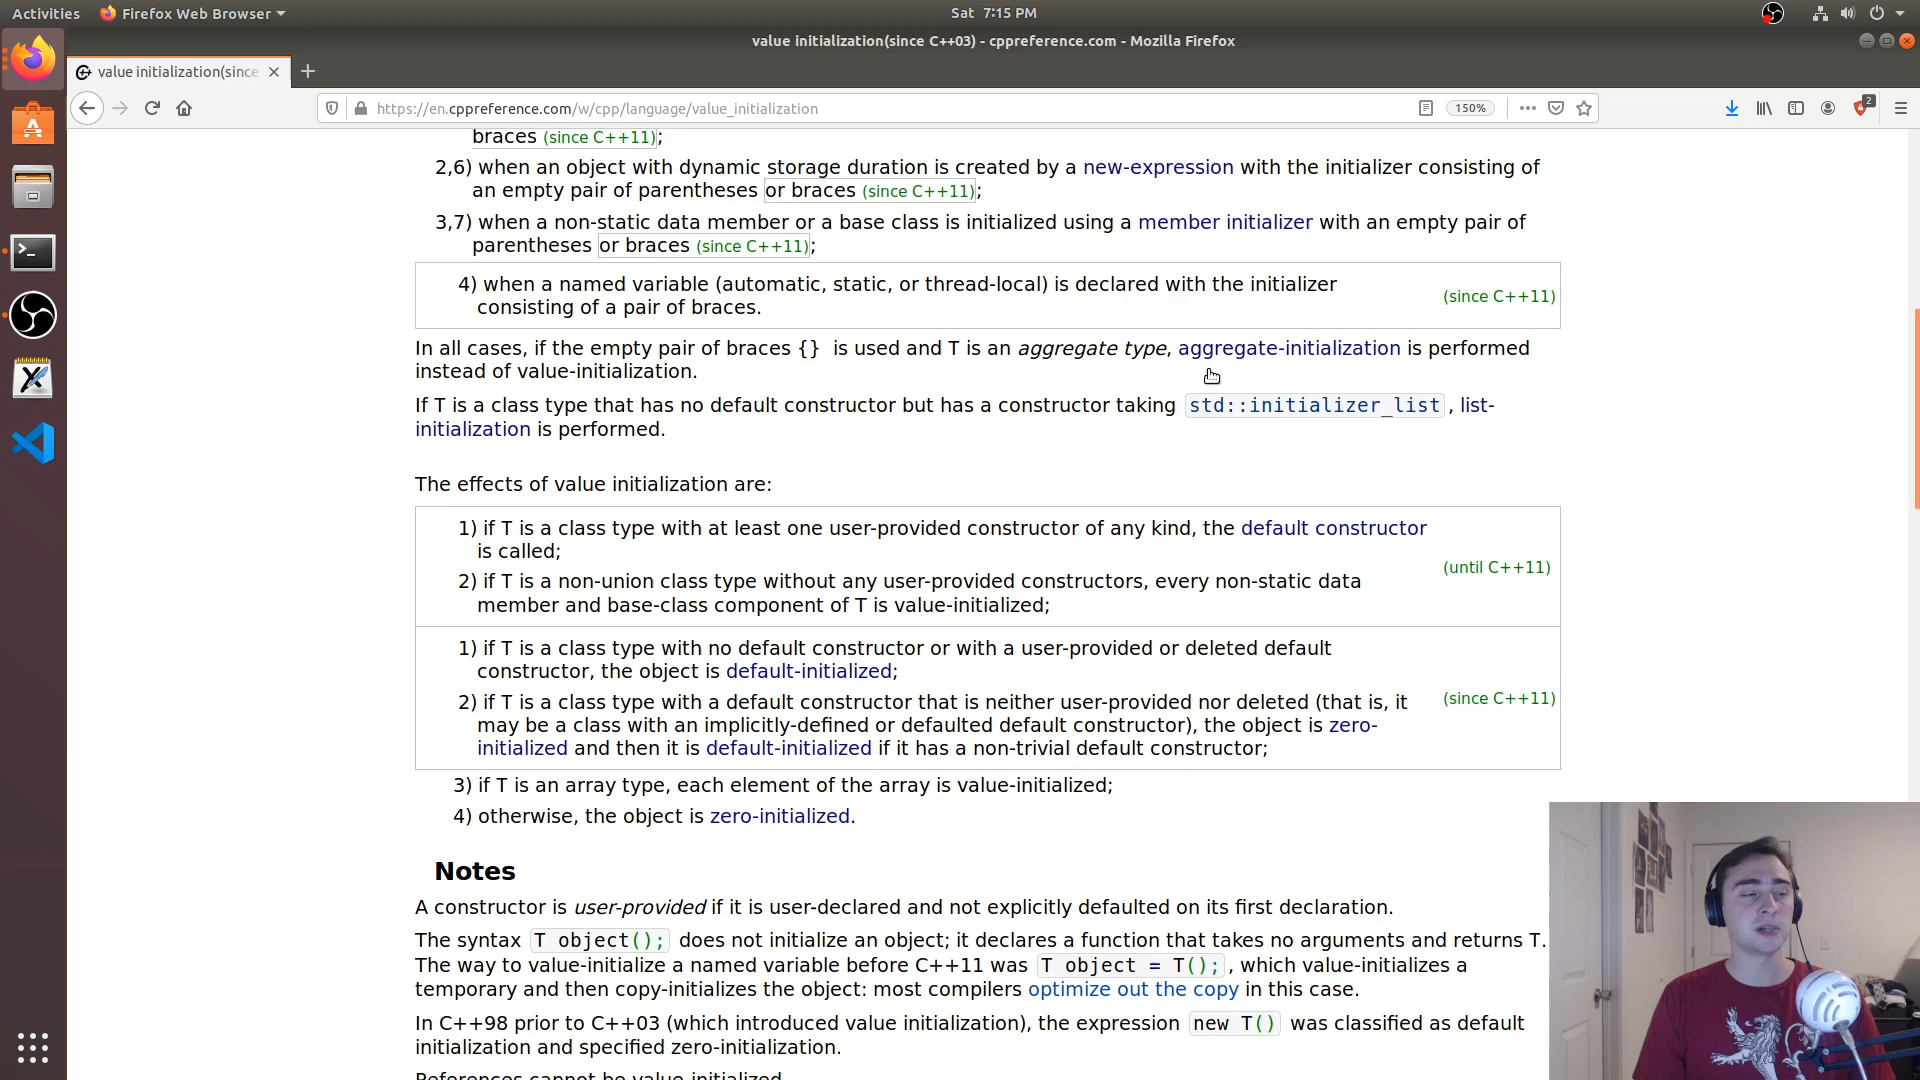 Activities
Firefox Web Browser
Sat 7:15 PM
value initialization(since C++03) - cppreference.com - Mozilla Firefox
value initialization(since
https://en.cppreference.com/w/cpp/language/value_initialization
150%
2
braces (since C++11);
2,6) when an object with dynamic storage duration is created by a new-expression with the initializer consisting of
an empty pair of parentheses or braces (since C++11);
3,7) when a non-static data member or a base class is initialized using a member initializer with an empty pair of
parentheses or braces (since C++11);
4) when a named variable (automatic, static, or thread-local) is declared with the initializer
consisting of a pair of braces.
(since C++11)
In all cases, if the empty pair of braces {} is used and T is an aggregate type, aggregate-initialization is performed
instead of value-initialization.
If T is a class type that has no default constructor but has a constructor taking std::initializer_list, list-
initialization is performed.
The effects of value initialization are:
1) if T is a class type with at least one user-provided constructor of any kind, the default constructor
is called;
2) if T is a non-union class type without any user-provided constructors, every non-static data
member and base-class component of T is value-initialized;
(until C++11)
1) if T is a class type with no default constructor or with a user-provided or deleted default
constructor, the object is default-initialized;
2) if T is a class type with a default constructor that is neither user-provided nor deleted (that is, it
may be a class with an implicitly-defined or defaulted default constructor), the object is zero-
initialized and then it is default-initialized if it has a non-trivial default constructor;
(since C++11)
3) if T is an array type, each element of the array is value-initialized;
4) otherwise, the object is zero-initialized.
Notes
A constructor is user-provided if it is user-declared and not explicitly defaulted on its first declaration.
The syntax T object(); does not initialize an object; it declares a function that takes no arguments and returns T.
The way to value-initialize a named variable before C++11 was T object = T();, which value-initializes a
temporary and then copy-initializes the object: most compilers optimize out the copy in this case.
In C++98 prior to C++03 (which introduced value initialization), the expression new T() was classified as default
initialization and specified zero-initialization.
References cannot be value-initialized.